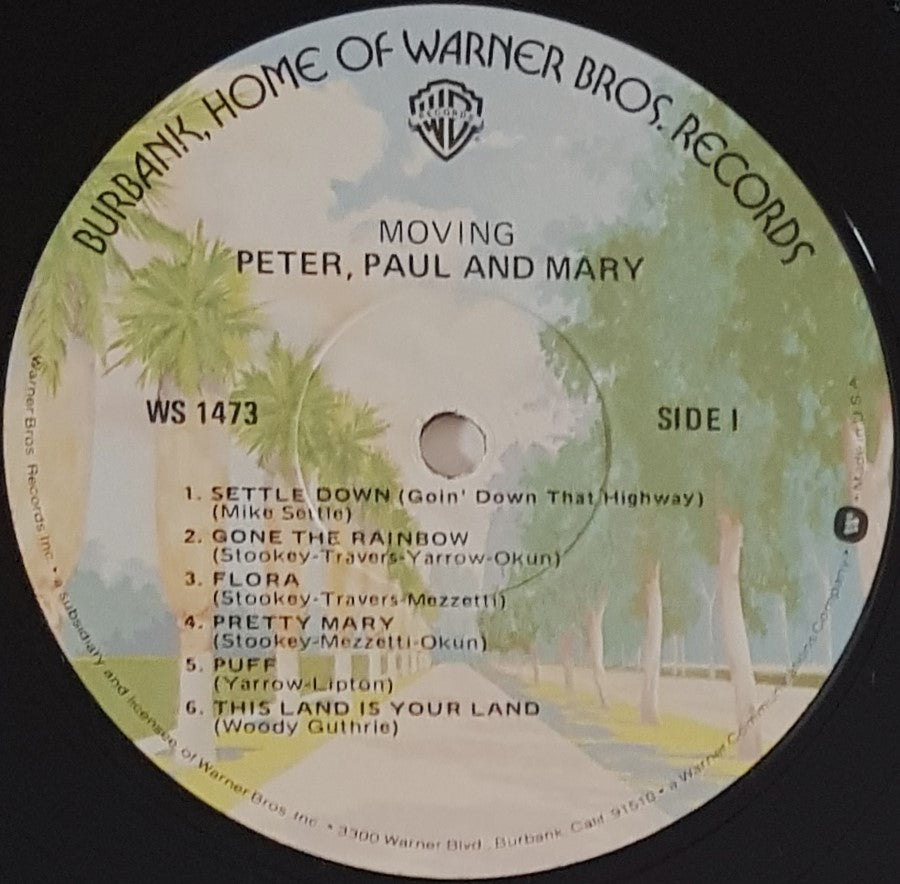 BURBANK, HOME OF WARNER BROS. RECORDS
W B RECORDS
MOVING
PETER, PAUL AND MARY
WS 1473
SIDE I
1. SETTLE DOWN (Goin' Down That Highway)
(Mike Settle)
2. GONE THE RAINBOW
(Stookey-Travers-Yarrow-Okun)
3. FLORA
(Stookey-Travers-Mezzetti)
4. PRETTY MARY
(Stookey-Mezzetti-Okun)
5. PUFF
(Yarrow-Lipton)
6. THIS LAND IS YOUR LAND
(Woody Guthrie)
Warner Bros. Records Inc. • a subsidiary and licensee of Warner Bros. Inc. • 3300 Warner Blvd., Burbank, Calif. 91510 • a Warner Communications Company • Made in U.S.A.